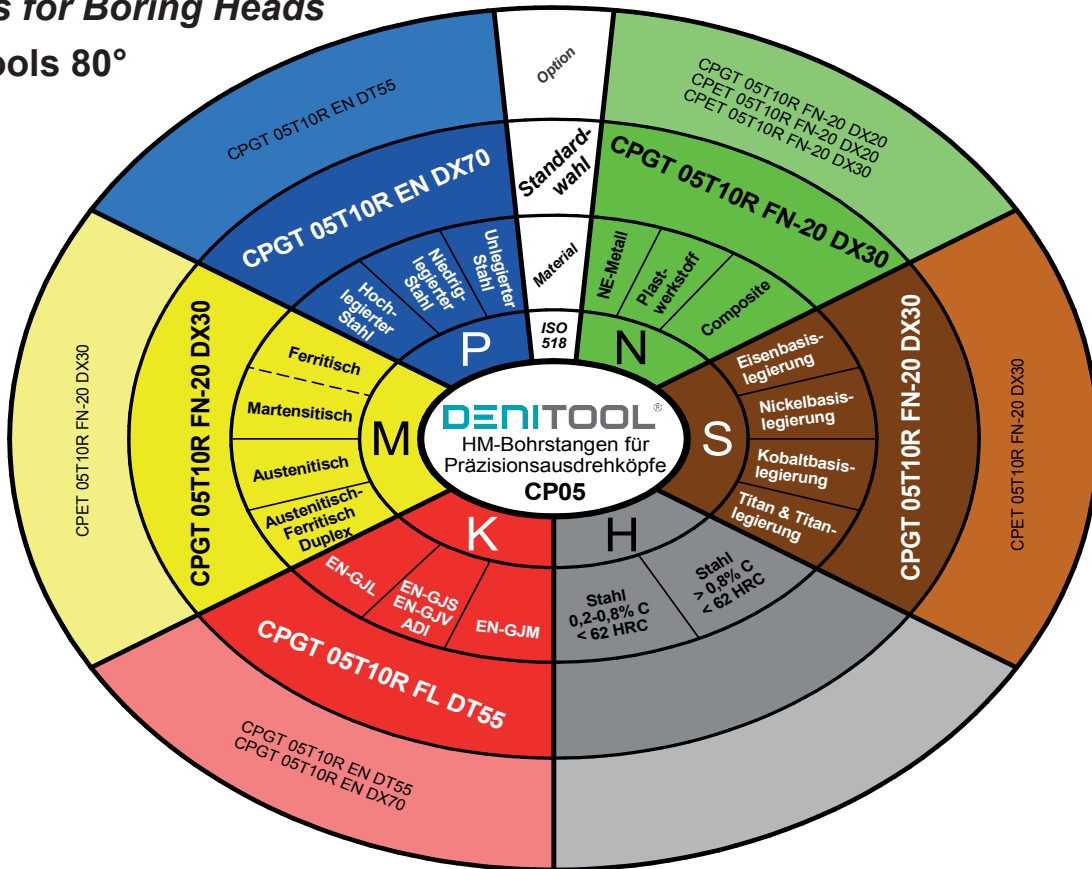 s for Boring Heads
ools 80°
Option
Standard-
wahl
Material
ISO
518
CPGT 05T10R EN DT55
CPGT 05T10R EN DX70
Hoch-
legierter
Stahl
Niedrig-
legierter
Stahl
Unlegierter
Stahl
P
CPGT 05T10R FN-20 DX20
CPET 05T10R FN-20 DX20
CPET 05T10R FN-20 DX30
CPGT 05T10R FN-20 DX30
NE-Metall
Plast-
werkstoff
Composite
N
CPET 05T10R FN-20 DX30
CPGT 05T10R FN-20 DX30
Ferritisch
Martensitisch
Austenitisch
Austenitisch-
Ferritisch
Duplex
M
DENITOOL®
HM-Bohrstangen für
Präzisionsausdrehköpfe
CP05
S
Eisenbasis-
legierung
Nickelbasis-
legierung
Kobaltbasis-
legierung
Titan & Titan-
legierung
CPGT 05T10R FN-20 DX30
CPET 05T10R FN-20 DX30
K
EN-GJL
EN-GJS
EN-GJV
ADI
EN-GJM
CPGT 05T10R FL DT55
CPGT 05T10R EN DT55
CPGT 05T10R EN DX70
H
Stahl
0,2-0,8% C
< 62 HRC
Stahl
> 0,8% C
< 62 HRC